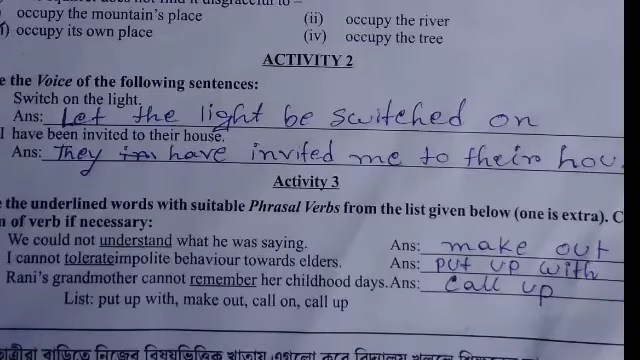 occupy the mountain's place (ii) occupy the river
occupy its own place (iv) occupy the tree
ACTIVITY 2
e the Voice of the following sentences:
Switch on the light.
Ans: Let the light be switched on
I have been invited to their house.
Ans: They have invited me to their hou
Activity 3
e the underlined words with suitable Phrasal Verbs from the list given below (one is extra). C
n of verb if necessary:
We could not understand what he was saying. Ans: make out
I cannot tolerateimpolite behaviour towards elders. Ans: put up with
Rani's grandmother cannot remember her childhood days.Ans: Call up
List: put up with, make out, call on, call up